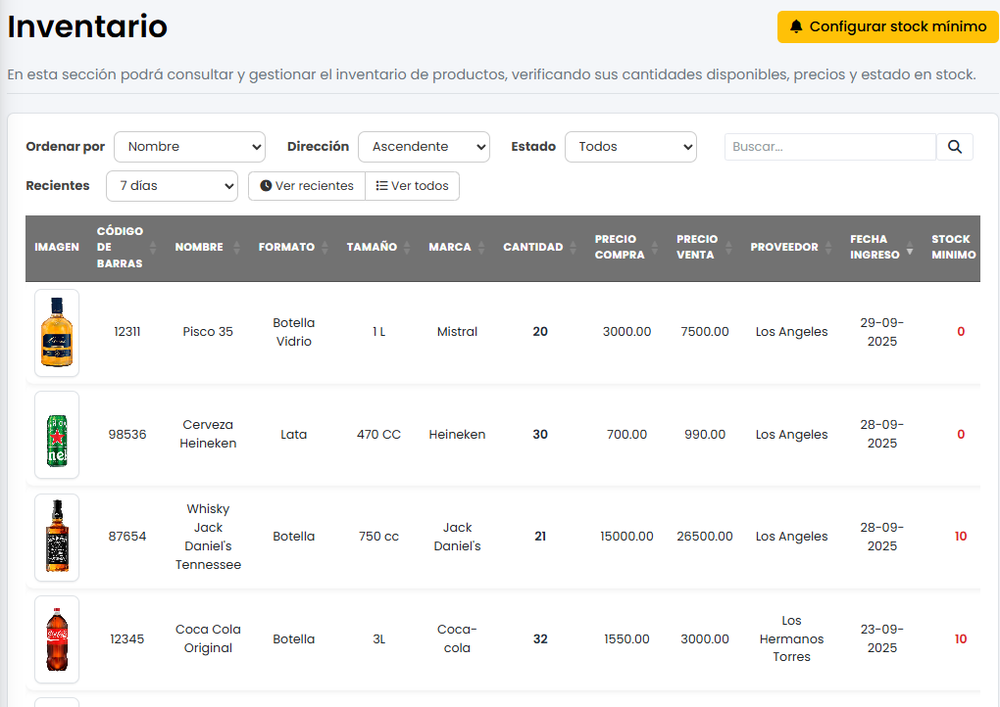 Inventario
Configurar stock mínimo
En esta sección podrá consultar y gestionar el inventario de productos, verificando sus cantidades disponibles, precios y estado en stock.
Ordenar por Nombre Dirección Ascendente Estado Todos Buscar...
Recientes 7 días Ver recientes Ver todos
IMAGEN CÓDIGO DE BARRAS NOMBRE FORMATO TAMAÑO MARCA CANTIDAD PRECIO COMPRA PRECIO VENTA PROVEEDOR FECHA INGRESO STOCK MINIMO
12311 Pisco 35 Botella Vidrio 1 L Mistral 20 3000.00 7500.00 Los Angeles 29-09-2025 0
98536 Cerveza Heineken Lata 470 CC Heineken 30 700.00 990.00 Los Angeles 28-09-2025 0
87654 Whisky Jack Daniel's Tennessee Botella 750 cc Jack Daniel's 21 15000.00 26500.00 Los Angeles 28-09-2025 10
12345 Coca Cola Original Botella 3L Coca-cola 32 1550.00 3000.00 Los Hermanos Torres 23-09-2025 10